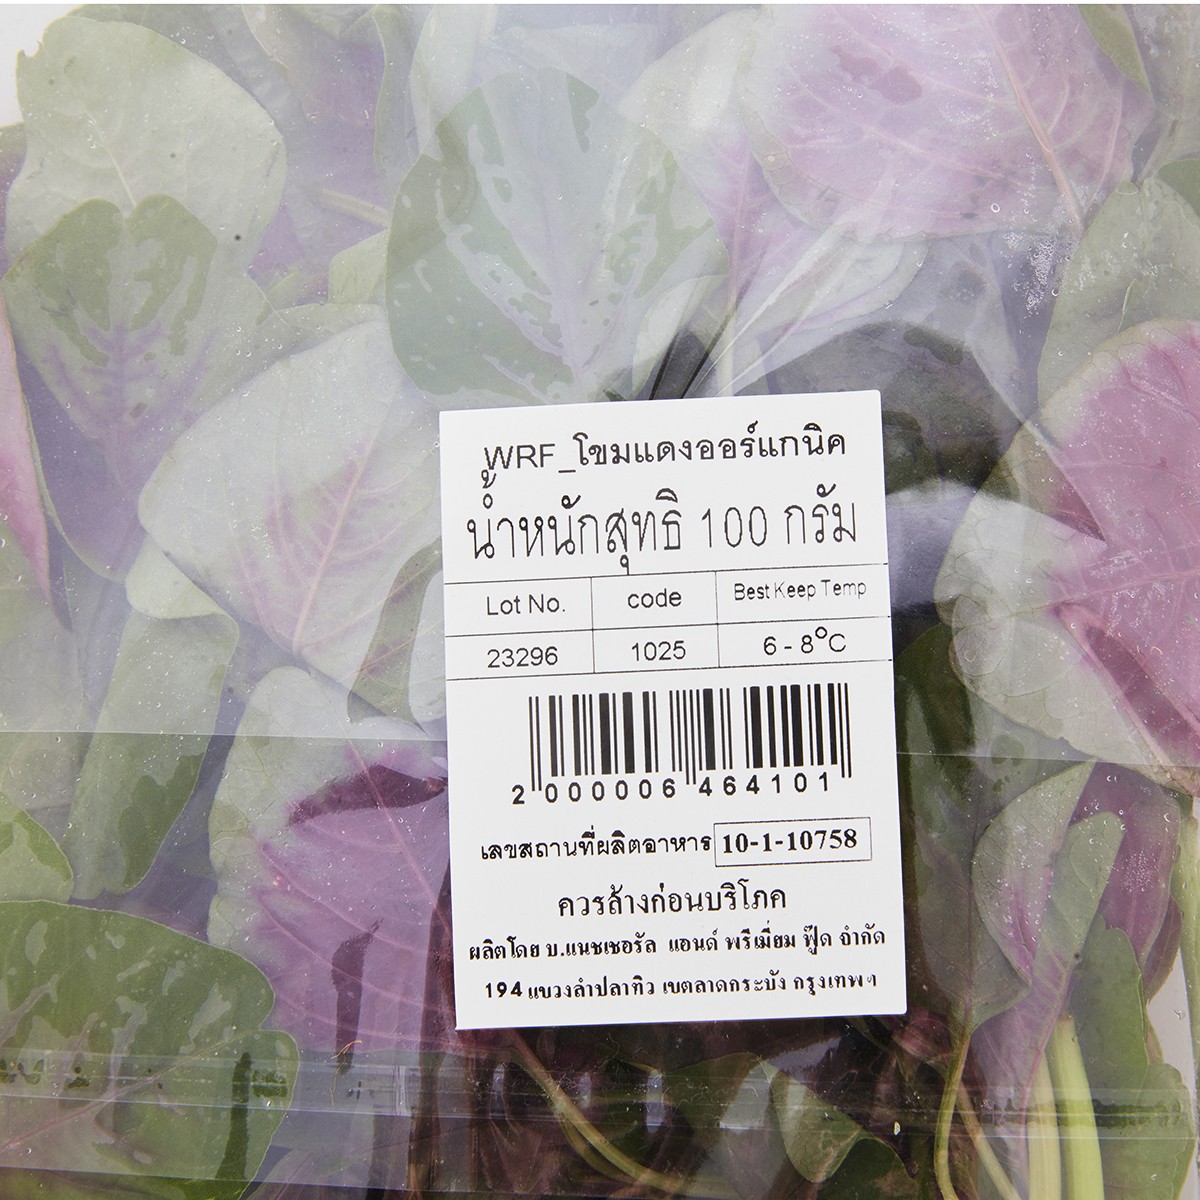 WRF_โขมแดงออร์แกนิค
น้ำหนักสุทธิ 100 กรัม
Lot No. code Best Keep Temp
23296 1025 6 - 8°C
2 000006 464101
เลขสถานที่ผลิตอาหาร 10-1-10758
ควรล้างก่อนบริโภค
ผลิตโดย บ.แนชเชอรัล แอนด์ พรีเมี่ยม ฟู๊ด จำกัด
194 แขวงลำปลาทิว เขตลาดกระบัง กรุงเทพฯ